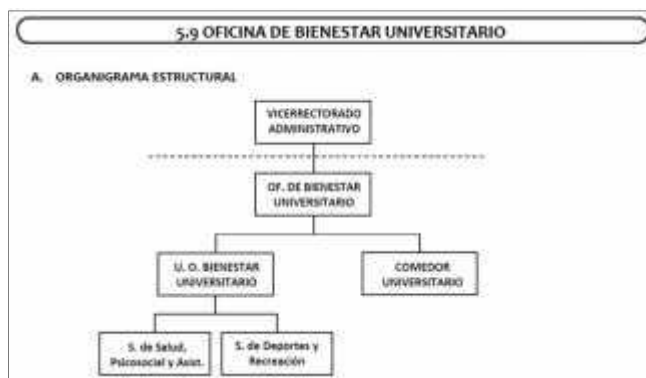 5.9 OFICINA DE BIENESTAR UNIVERSITARIO
A. ORGANIGRAMA ESTRUCTURAL
VICERRECTORADO
ADMINISTRATIVO
OF. DE BIENESTAR
UNIVERSITARIO
U. O. BIENESTAR
UNIVERSITARIO
COMEDOR
UNIVERSITARIO
S. de Salud,
Psicosocial y Asist.
S. de Deportes y
Recreación